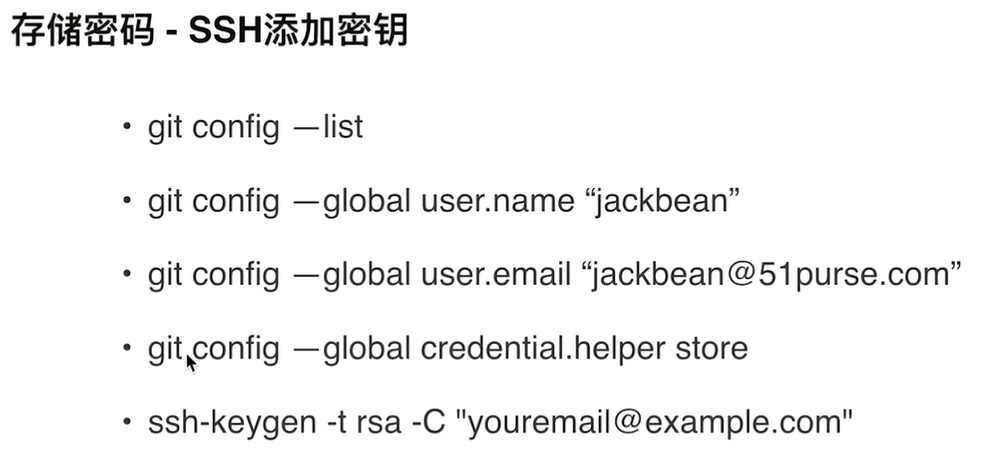 存储密码 - SSH添加密钥
• git config —list
• git config —global user.name “jackbean”
• git config —global user.email “jackbean@51purse.com”
• git config —global credential.helper store
• ssh-keygen -t rsa -C "youremail@example.com"